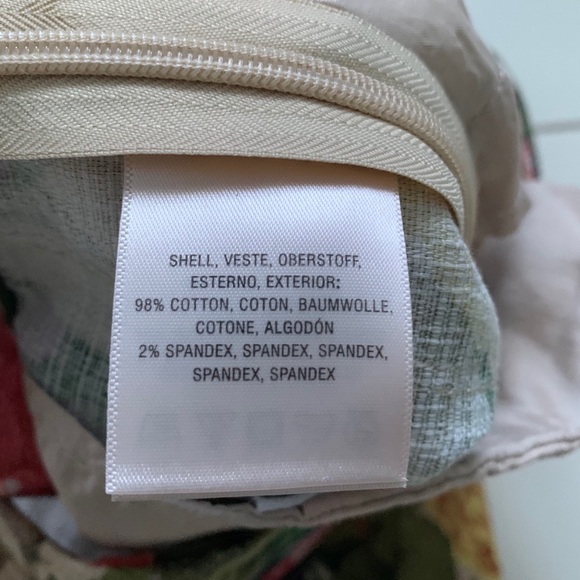 SHELL, VESTE, OBERSTOFF,
ESTERNO, EXTERIOR:
98% COTTON, COTON, BAUMWOLLE,
COTONE, ALGODÓN
2% SPANDEX, SPANDEX, SPANDEX,
SPANDEX, SPANDEX